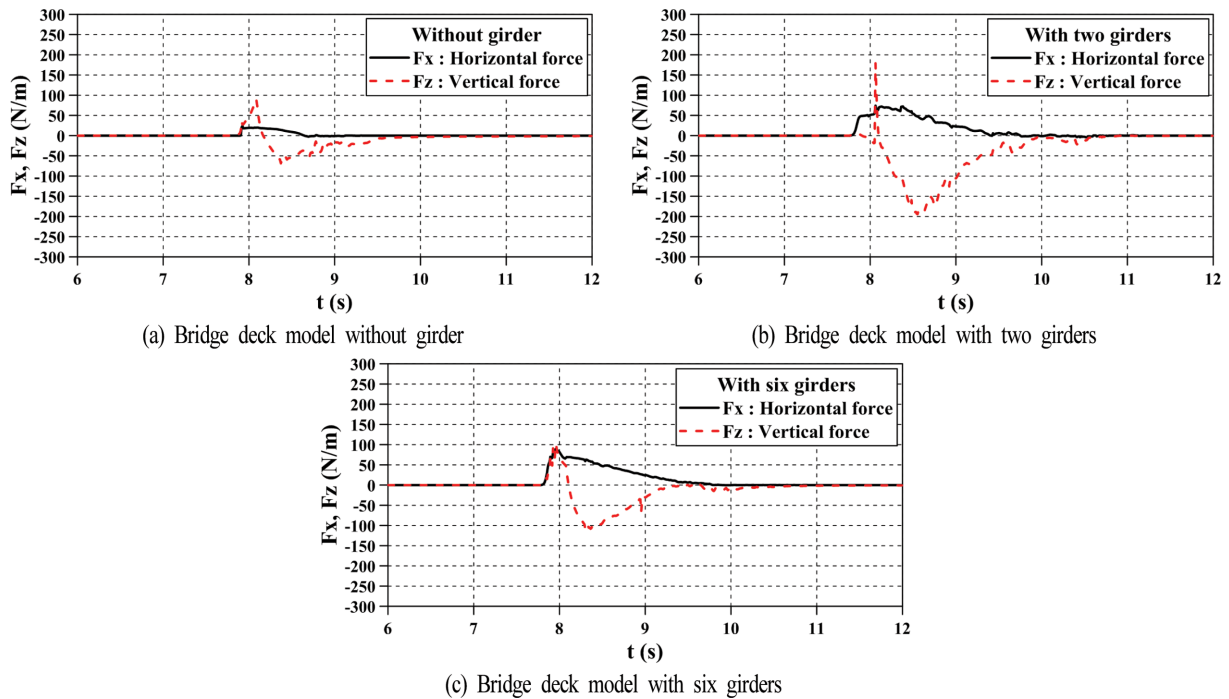 Without girder
Fx : Horizontal force
Fz : Vertical force
Fx, Fz (N/m)
300
250
200
150
100
50
0
-50
-100
-150
-200
-250
-300
6 7 8 9 10 11 12
t (s)
(a) Bridge deck model without girder
With two girders
Fx : Horizontal force
Fz : Vertical force
Fx, Fz (N/m)
300
250
200
150
100
50
0
-50
-100
-150
-200
-250
-300
6 7 8 9 10 11 12
t (s)
(b) Bridge deck model with two girders
With six girders
Fx : Horizontal force
Fz : Vertical force
Fx, Fz (N/m)
300
250
200
150
100
50
0
-50
-100
-150
-200
-250
-300
6 7 8 9 10 11 12
t (s)
(c) Bridge deck model with six girders